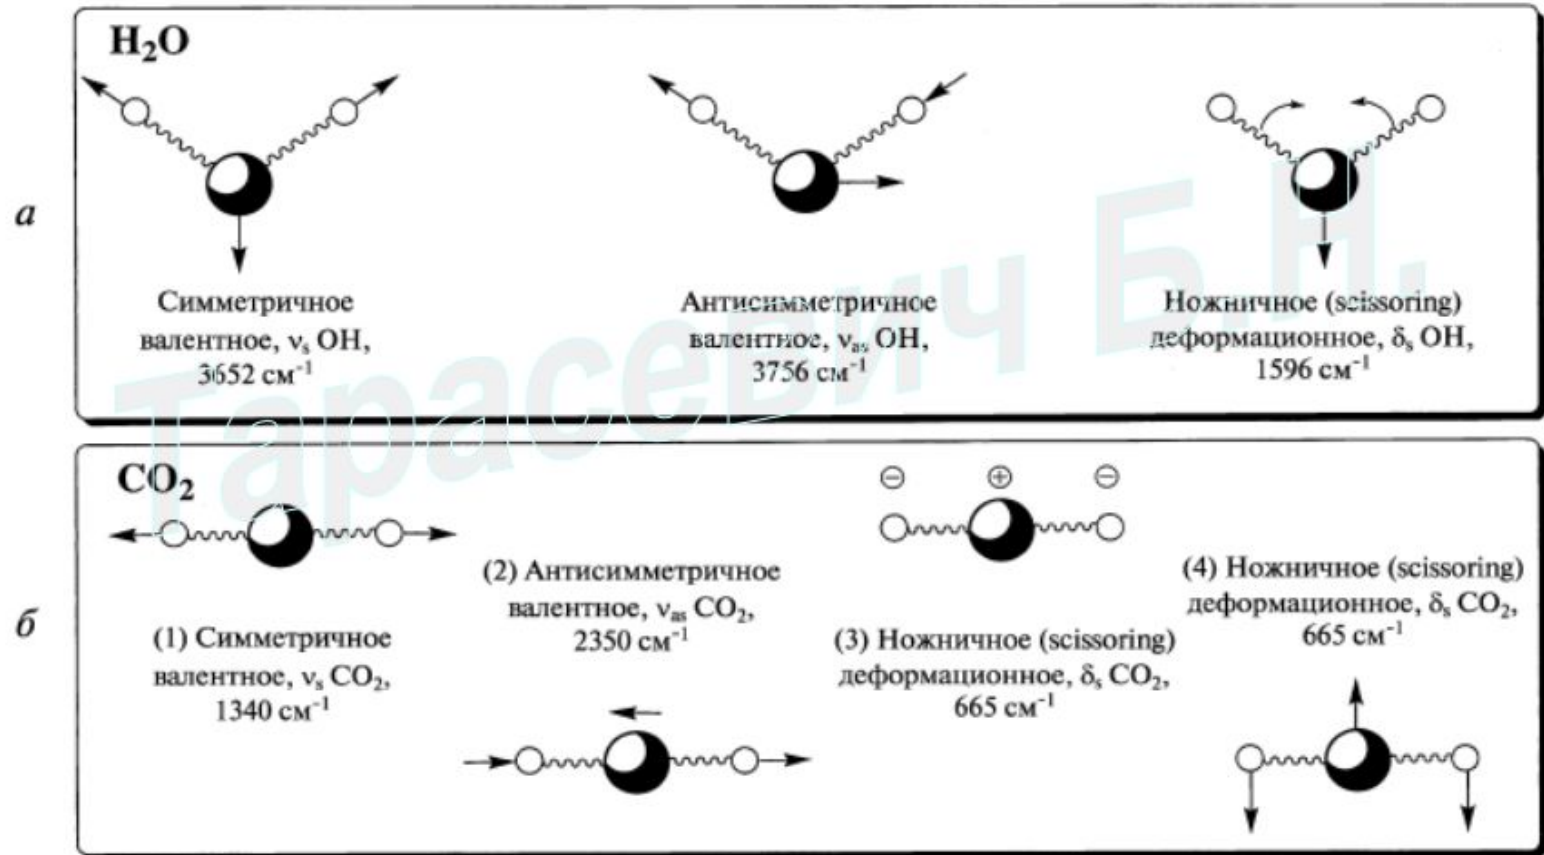 H₂O
а
Симметричное
валентное, νₛ OH,
3652 см⁻¹
Антисимметричное
валентное, νₐₛ OH,
3756 см⁻¹
Ножничное (scissoring)
деформационное, δₛ OH,
1596 см⁻¹
Тарасевич Б.Н.
б
CO₂
(1) Симметричное
валентное, νₛ CO₂,
1340 см⁻¹
(2) Антисимметричное
валентное, νₐₛ CO₂,
2350 см⁻¹
⊖ ⊕ ⊖
(3) Ножничное (scissoring)
деформационное, δₛ CO₂,
665 см⁻¹
(4) Ножничное (scissoring)
деформационное, δₛ CO₂,
665 см⁻¹